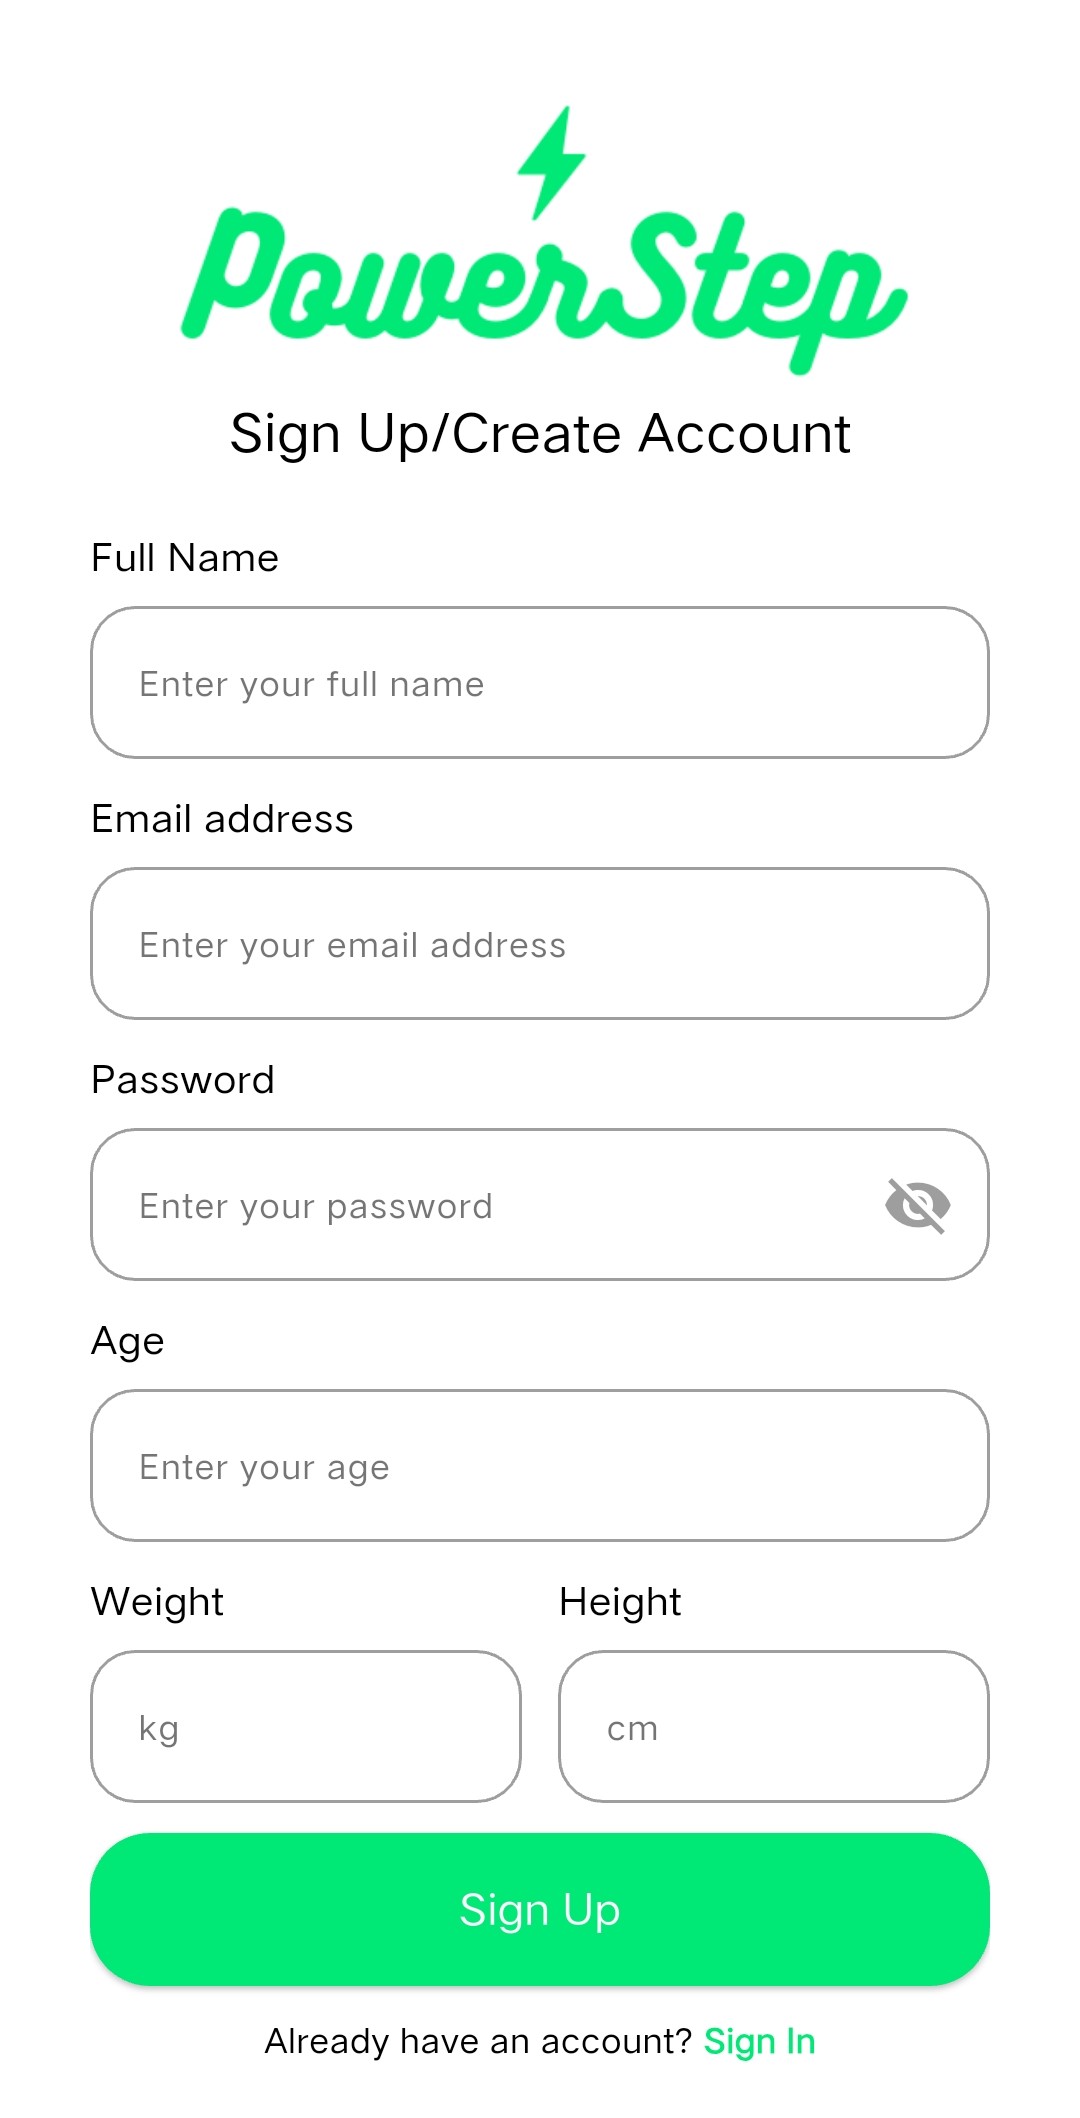 PowerStep
Sign Up/Create Account
Full Name
Enter your full name
Email address
Enter your email address
Password
Enter your password
Age
Enter your age
Weight Height
kg cm
Sign Up
Already have an account? Sign In